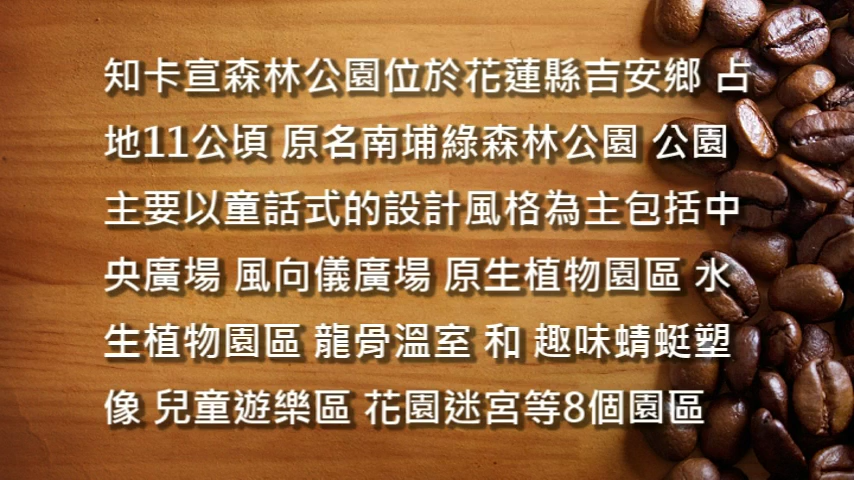 知卡宣森林公園位於花蓮縣吉安鄉 占
地11公頃 原名南埔綠森林公園 公園
主要以童話式的設計風格為主包括中
央廣場 風向儀廣場 原生植物園區 水
生植物園區 龍骨溫室 和 趣味蜻蜓塑
像 兒童遊樂區 花園迷宮等8個園區